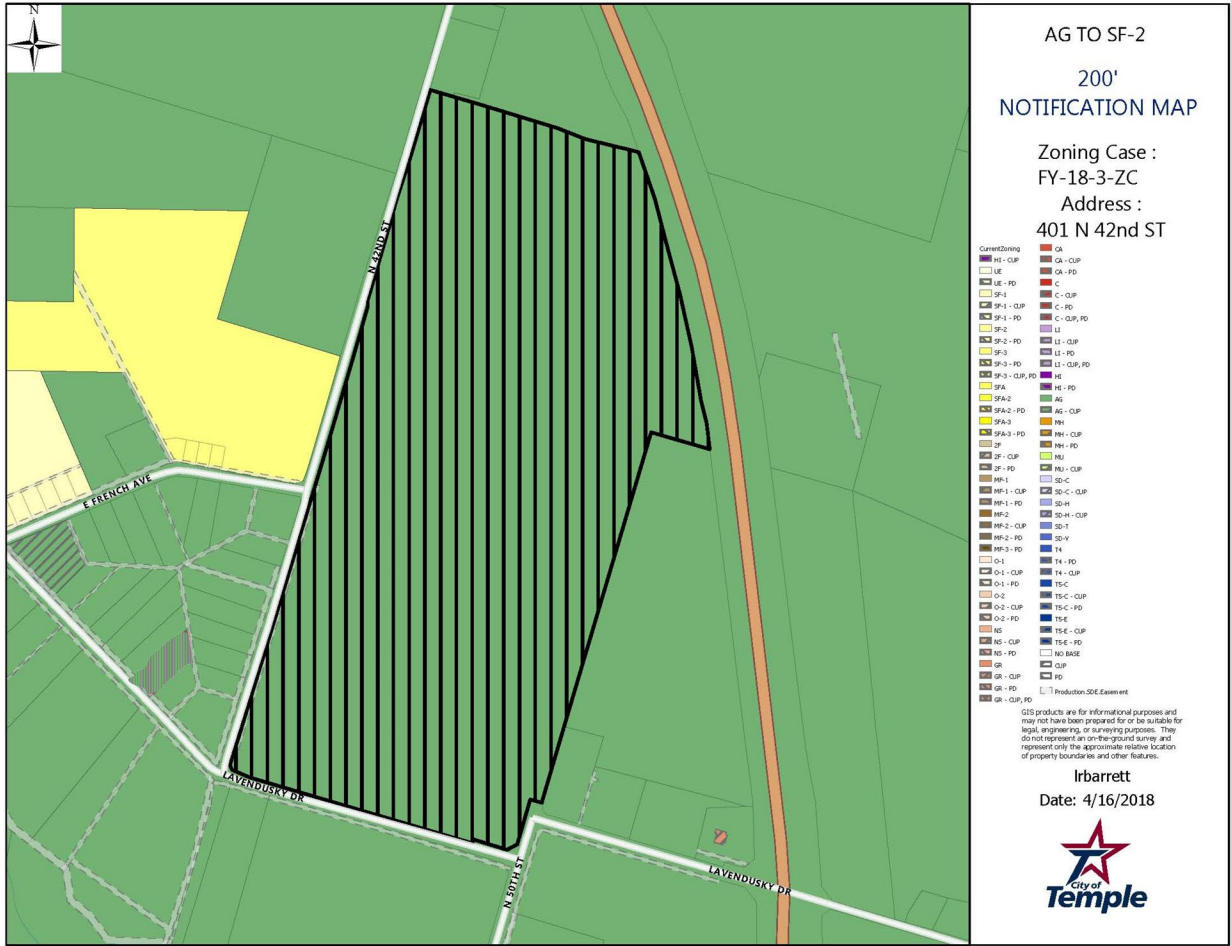 N
N 42ND ST
E FRENCH AVE
LAVENDUSKY DR
N 50TH ST
LAVENDUSKY DR
AG TO SF-2
200'
NOTIFICATION MAP
Zoning Case :
FY-18-3-ZC
Address :
401 N 42nd ST
CurrentZoning
HI - CUP
UE
UE - PD
SF-1
SF-1 - CUP
SF-1 - PD
SF-2
SF-2 - PD
SF-3
SF-3 - PD
SF-3 - CUP, PD
SFA
SFA-2
SFA-2 - PD
SFA-3
SFA-3 - PD
2F
2F - CUP
2F - PD
MF-1
MF-1 - CUP
MF-1 - PD
MF-2
MF-2 - CUP
MF-2 - PD
MF-3 - PD
O-1
O-1 - CUP
O-1 - PD
O-2
O-2 - CUP
O-2 - PD
NS
NS - CUP
NS - PD
GR
GR - CUP
GR - PD
GR - CUP, PD
CA
CA - CUP
CA - PD
C
C - CUP
C - PD
C - CUP, PD
LI
LI - CUP
LI - PD
LI - CUP, PD
HI
HI - PD
AG
AG - CUP
MH
MH - CUP
MH - PD
MU
MU - CUP
SD-C
SD-C - CUP
SD-H
SD-H - CUP
SD-T
SD-V
T4
T4 - PD
T4 - CUP
T5-C
T5-C - CUP
T5-C - PD
T5-E
T5-E - CUP
T5-E - PD
NO BASE
CUP
PD
Production.SDE.Easement
GIS products are for informational purposes and
may not have been prepared for or be suitable for
legal, engineering, or surveying purposes. They
do not represent an on-the-ground survey and
represent only the approximate relative location
of property boundaries and other features.
lrbarrett
Date: 4/16/2018
City of
Temple